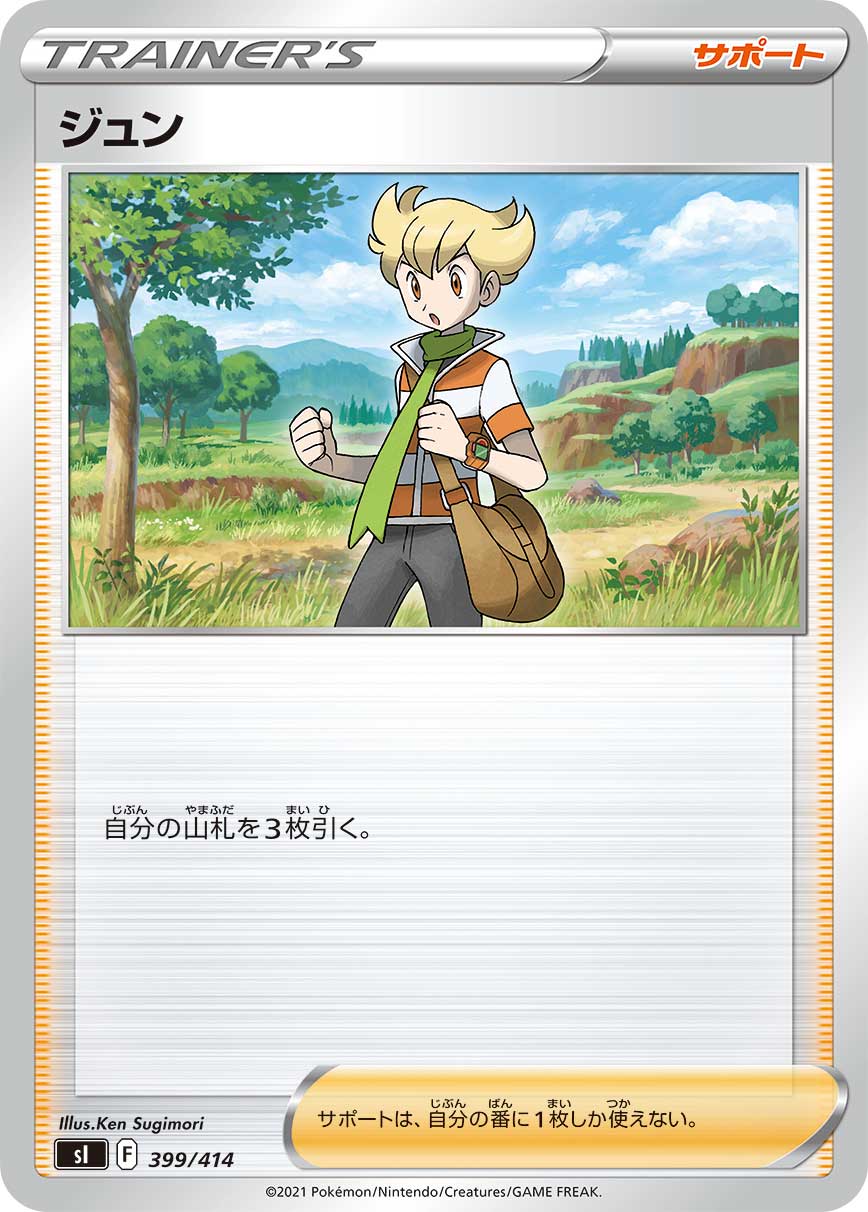 TRAINER'S サポート
ジュン
じぶん やまふだ まい ひ
自分の山札を3枚引く。
Illus.Ken Sugimori
じぶん ばん まい つか
サポートは、自分の番に1枚しか使えない。
sI F 399/414
©2021 Pokémon/Nintendo/Creatures/GAME FREAK.